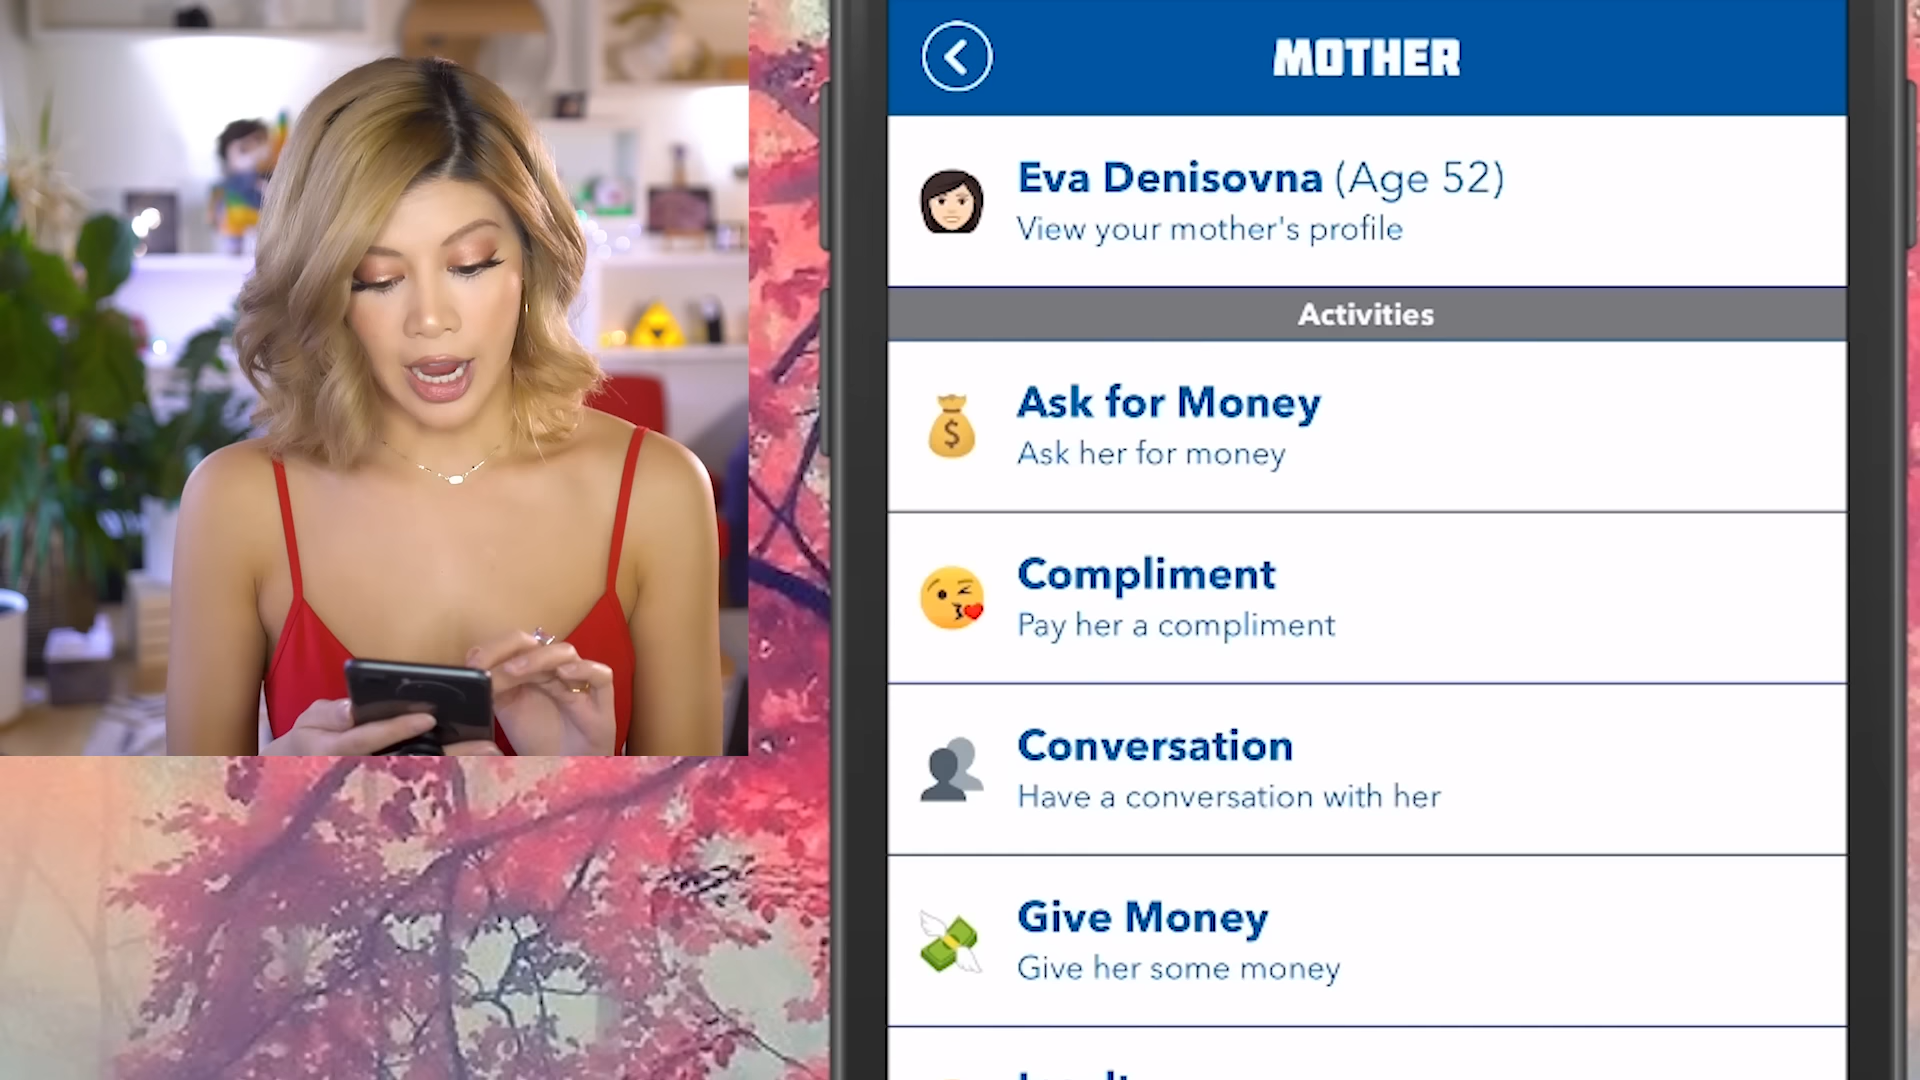 MOTHER
Eva Denisovna (Age 52)
View your mother's profile
Activities
Ask for Money
Ask her for money
Compliment
Pay her a compliment
Conversation
Have a conversation with her
Give Money
Give her some money